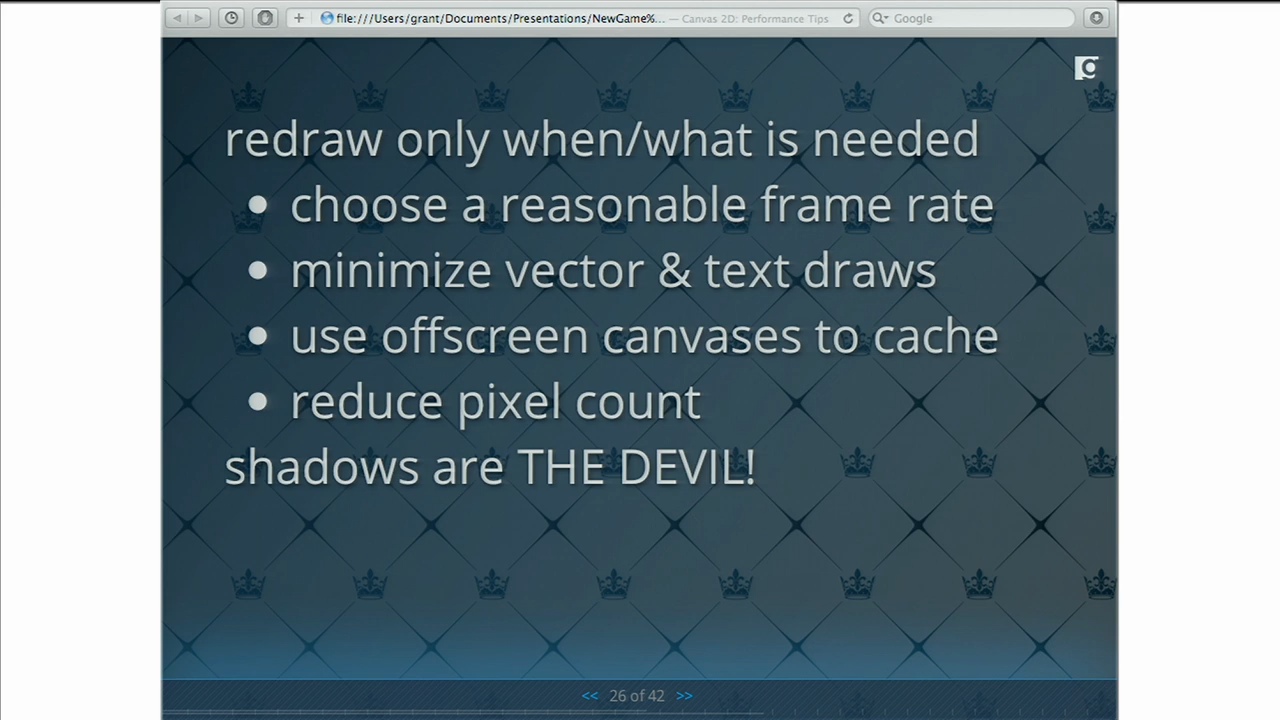 file:///Users/grant/Documents/Presentations/NewGame%... — Canvas 2D: Performance Tips
Google
g
redraw only when/what is needed
• choose a reasonable frame rate
• minimize vector & text draws
• use offscreen canvases to cache
• reduce pixel count
shadows are THE DEVIL!
<< 26 of 42 >>